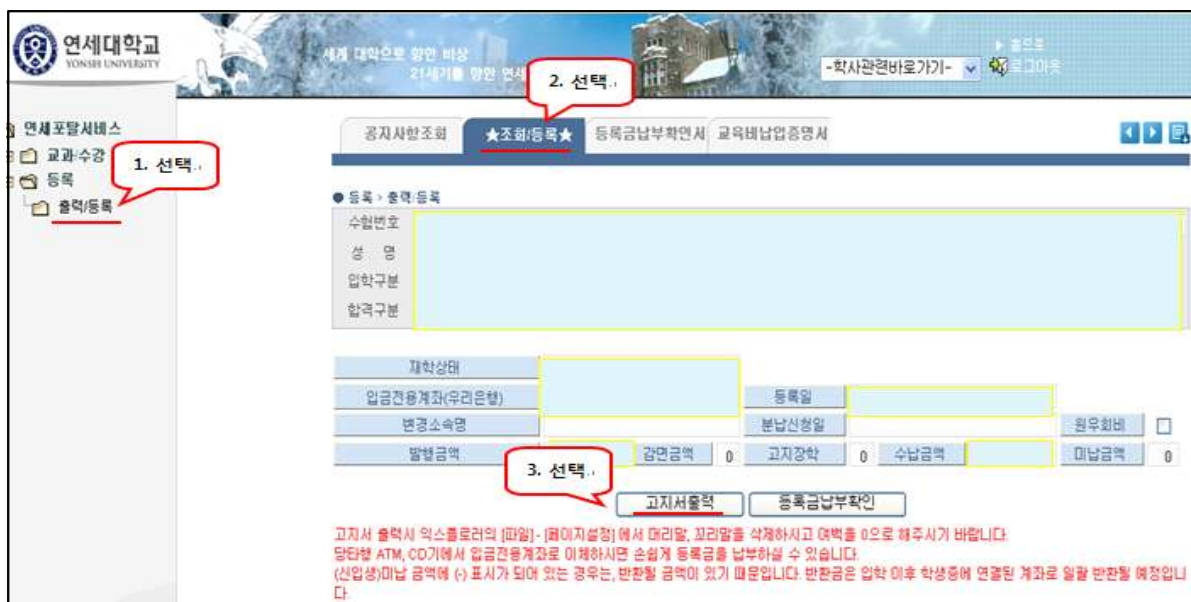 연세대학교
YONSEI UNIVERSITY
세계 대학으로 향한 비상
21세기를 향한 연세
2. 선택
-학사관련바로가기-
▶ 홈으로
로그아웃
연세포탈서비스
교과/수강
1. 선택
등록
출력/등록
공지사항조회
★조회/등록★
등록금납부확인서
교육비납입증명서
● 등록 > 출력/등록
수험번호
성 명
입학구분
합격구분
재학상태
입금전용계좌(우리은행)
등록일
변경소속명
분납신청일
원우회비
발행금액
감면금액 0
고지장학 0
수납금액
미납금액 0
3. 선택
고지서출력
등록금납부확인
고지서 출력시 익스플로러의 [파일]- [페이지설정] 에서 머리말, 꼬리말을 삭제하시고 여백을 0으로 해주시기 바랍니다.
당타행 ATM, CD기에서 입금전용계좌로 이체하시면 손쉽게 등록금을 납부하실 수 있습니다.
(신입생)미납 금액에 (-) 표시가 되어 있는 경우는, 반환될 금액이 있기 때문입니다. 반환금은 입학 이후 학생증에 연결된 계좌로 일괄 반환될 예정입니
다.